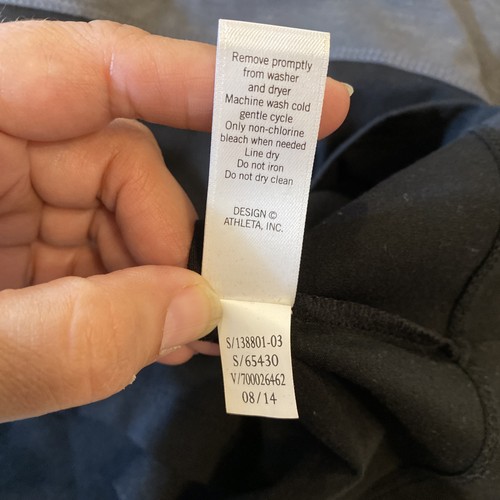 Remove promptly
from washer
and dryer
Machine wash cold
gentle cycle
Only non-chlorine
bleach when needed
Line dry
Do not iron
Do not dry clean
DESIGN ©
ATHLETA, INC.
S/138801-03
S/65430
V/700026462
08/14